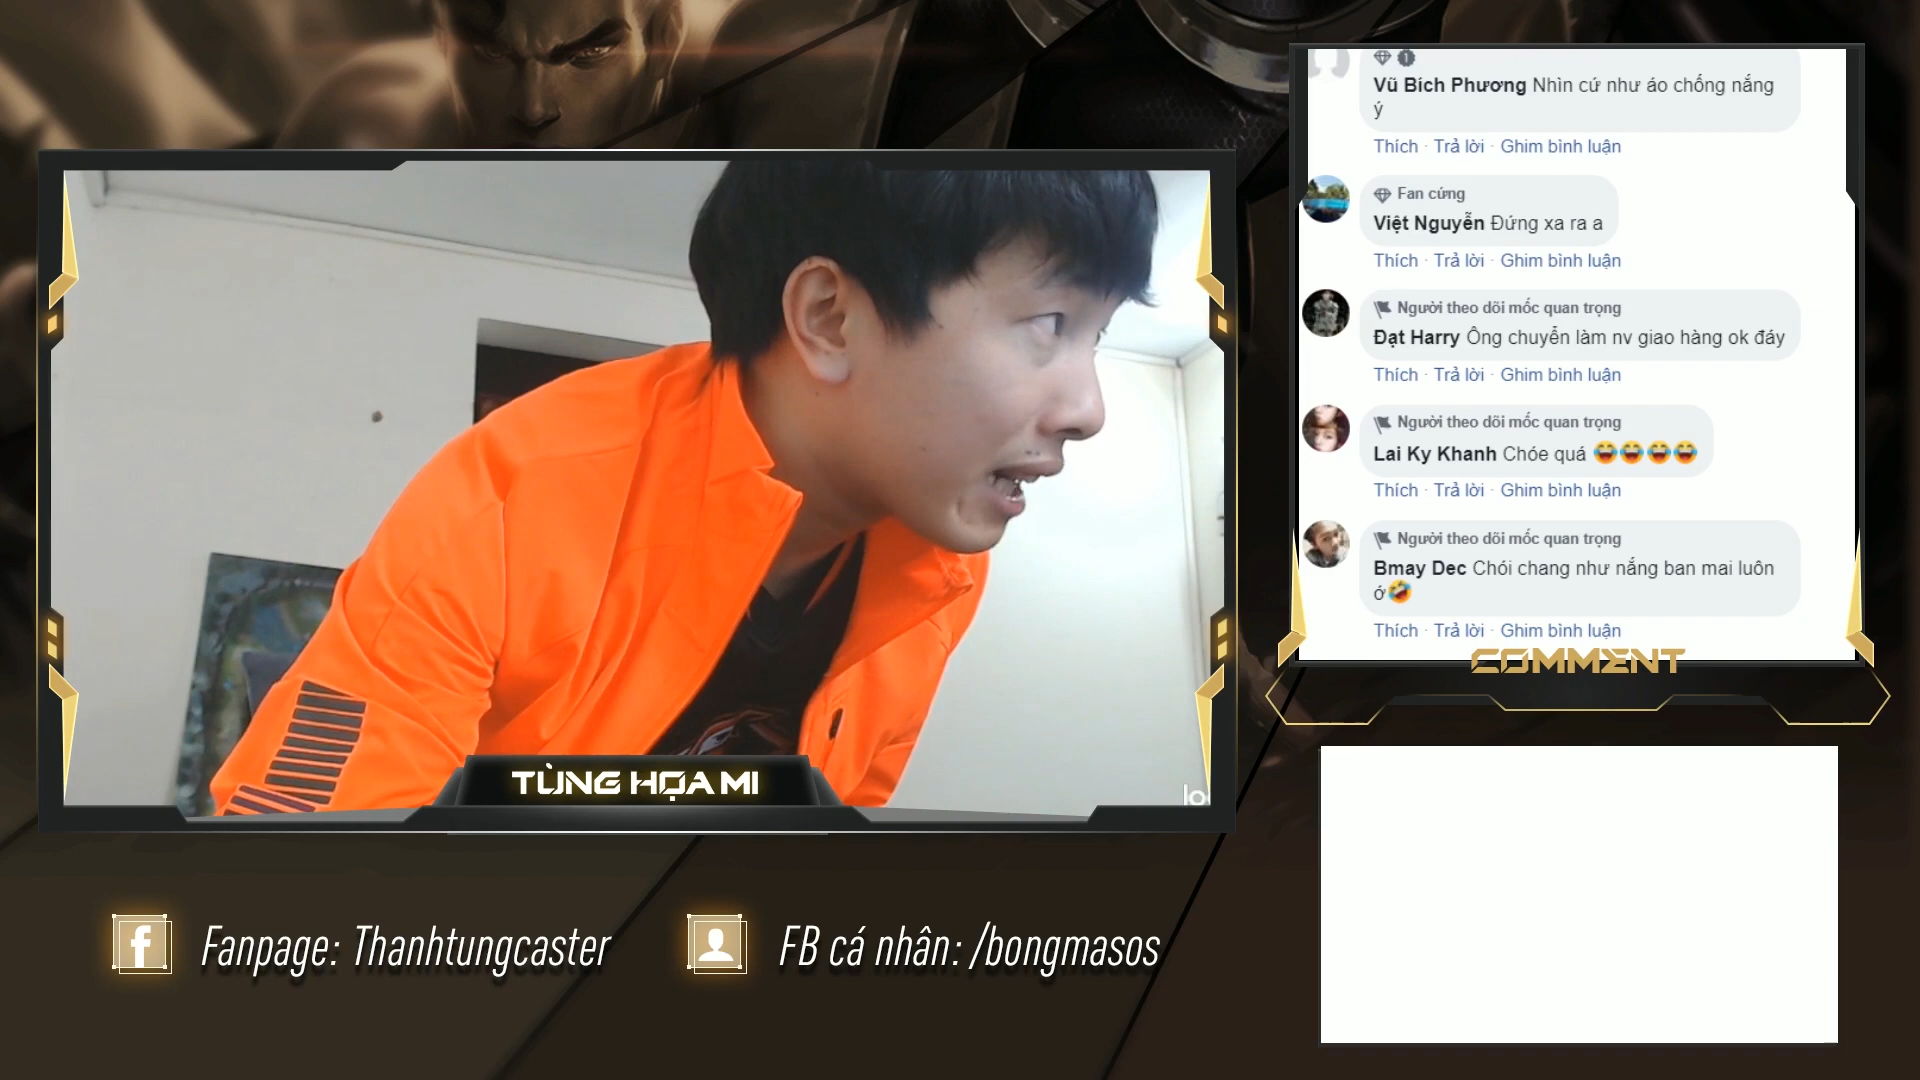 1
Vũ Bích Phương Nhìn cứ như áo chống nắng
ý
Thích · Trả lời · Ghim bình luận
Fan cứng
Việt Nguyễn Đứng xa ra a
Thích · Trả lời · Ghim bình luận
Người theo dõi mốc quan trọng
Đạt Harry Ông chuyển làm nv giao hàng ok đáy
Thích · Trả lời · Ghim bình luận
Người theo dõi mốc quan trọng
Lai Ky Khanh Chóe quá 😂😂😂😂
Thích · Trả lời · Ghim bình luận
Người theo dõi mốc quan trọng
Bmay Dec Chói chang như nắng ban mai luôn
ớ🤣
Thích · Trả lời · Ghim bình luận
COMMENT
TÙNG HỌA MI
lo
Fanpage: Thanhtungcaster
FB cá nhân: /bongmasos